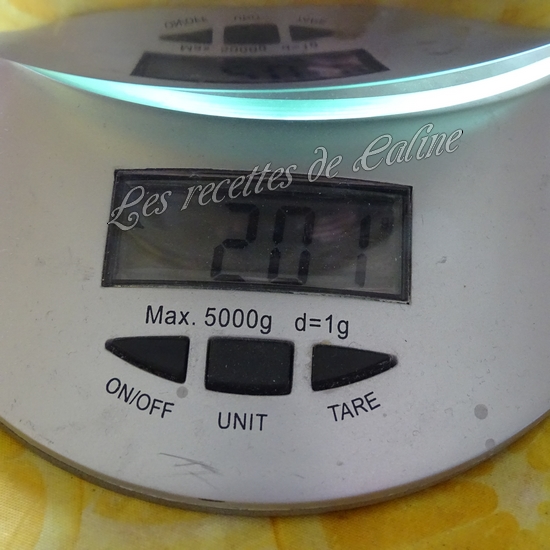 Les recettes de Caline
201
Max. 5000g d=1g
ON/OFF UNIT TARE